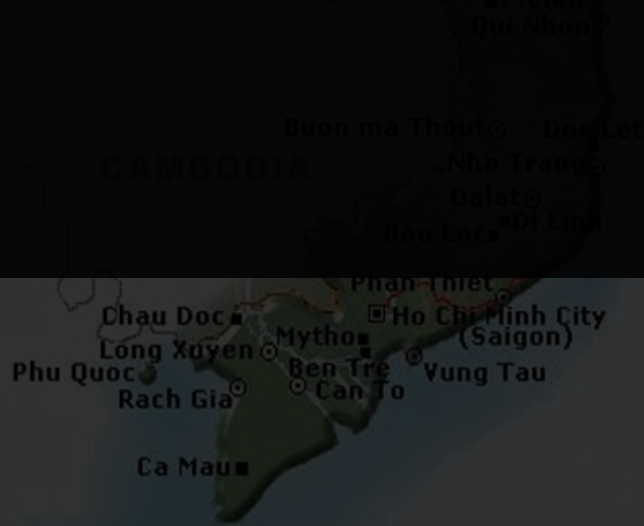 Pleiku
Qui Nhon
Buon ma Thout
Doc Let
CAMBODIA
Nha Trang
Dalat
Di Linh
Bao Loc
Phan Thiet
Chau Doc
Ho Chi Minh City
(Saigon)
Mytho
Long Xuyen
Ben Tre
Phu Quoc
Vung Tau
Can To
Rach Gia
Ca Mau